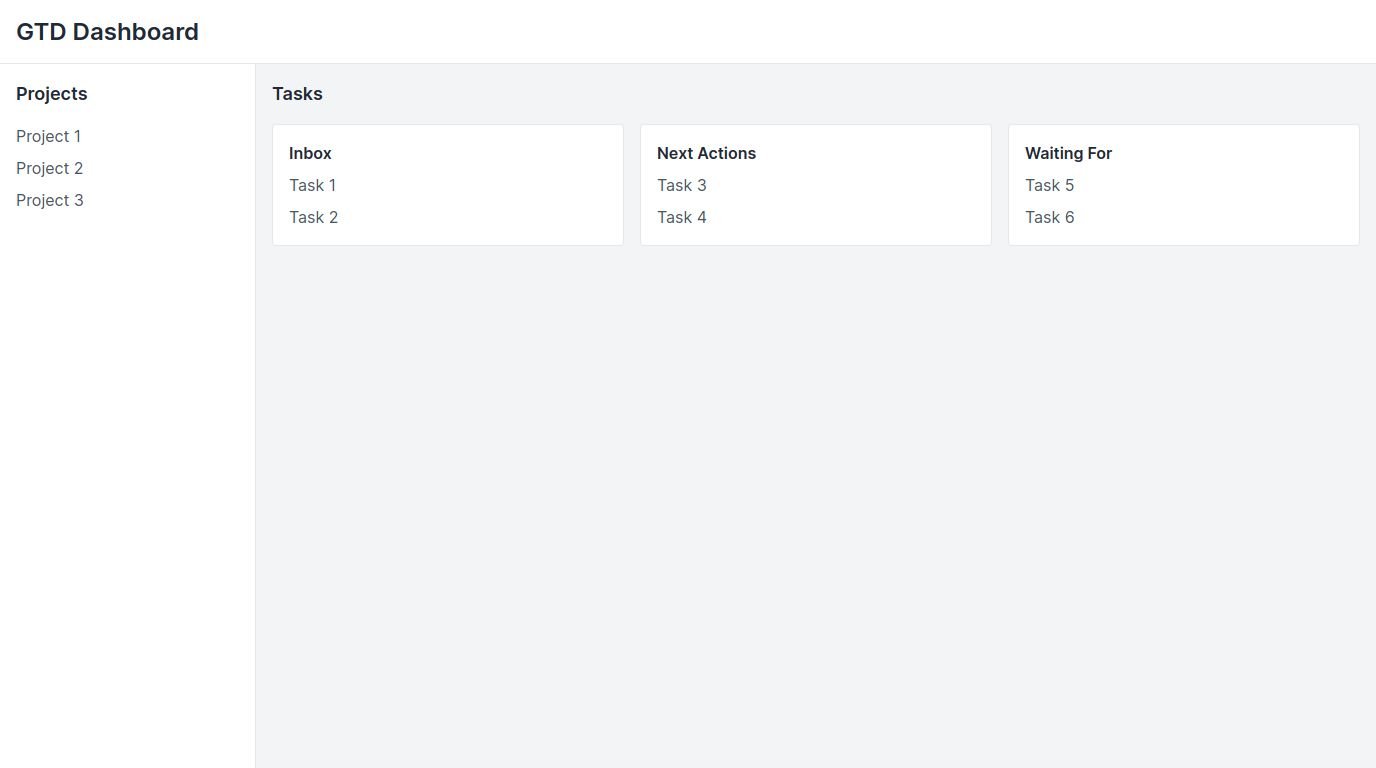 GTD Dashboard
Projects
Project 1
Project 2
Project 3
Tasks
Inbox
Task 1
Task 2
Next Actions
Task 3
Task 4
Waiting For
Task 5
Task 6